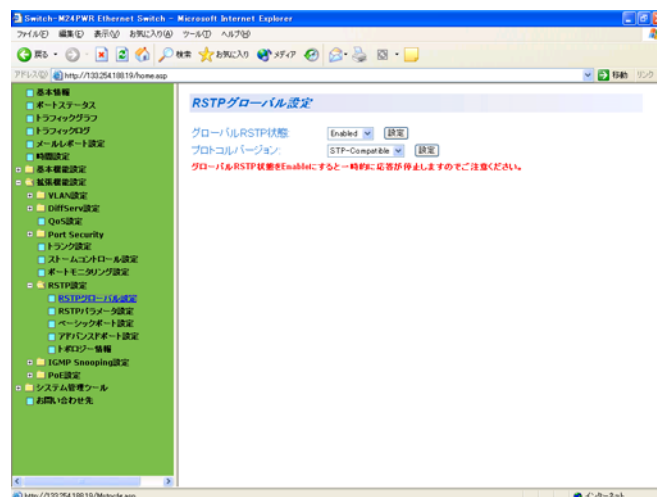 Switch-M24PWR Ethernet Switch - Microsoft Internet Explorer
ファイル(F) 編集(E) 表示(V) お気に入り(A) ツール(T) ヘルプ(H)
戻る 検索 お気に入り メディア
アドレス(D) http://133.254.188.19/home.asp 移動 リンク
基本情報
ポートステータス
トラフィックグラフ
トラフィックログ
メールレポート設定
時間設定
基本機能設定
拡張機能設定
VLAN設定
DiffServ設定
QoS設定
Port Security
トランク設定
ストームコントロール設定
ポートモニタリング設定
RSTP設定
RSTPグローバル設定
RSTPパラメータ設定
ベーシックポート設定
アドバンスドポート設定
トポロジー情報
IGMP Snooping設定
PoE設定
システム管理ツール
お問い合わせ先
RSTPグローバル設定
グローバルRSTP状態: Enabled 設定
プロトコルバージョン: STP-Compatible 設定
グローバルRSTP状態をEnableにすると一時的に応答が停止しますのでご注意ください。
インターネット